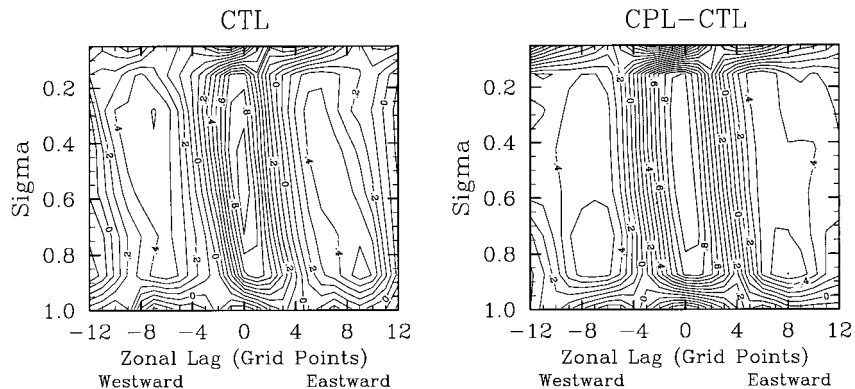 CTL
CPL−CTL
Sigma
0.2
0.4
0.6
0.8
1.0
−12 −8 −4 0 4 8 12
Zonal Lag (Grid Points)
Westward Eastward
0.2
0.4
0.6
0.8
1.0
−12 −8 −4 0 4 8 12
Zonal Lag (Grid Points)
Westward Eastward